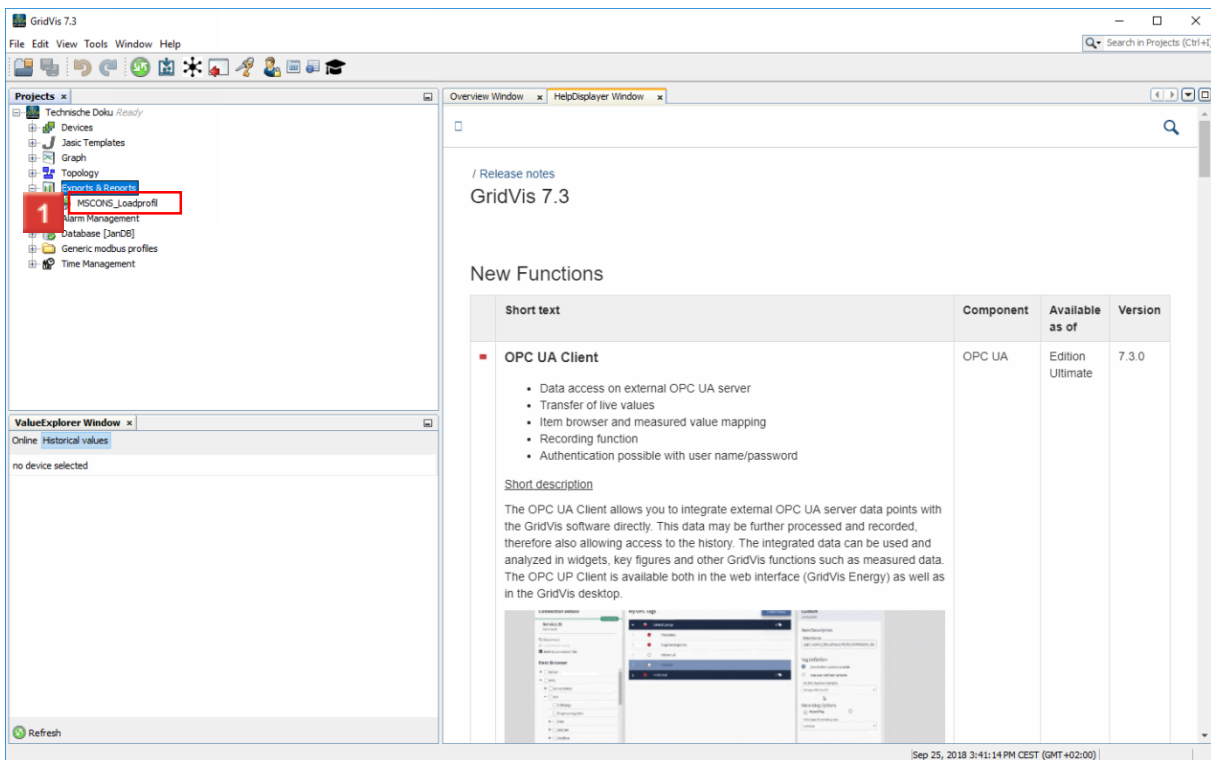 GridVis 7.3
File Edit View Tools Window Help
Search in Projects (Ctrl+I)
Projects
Technische Doku Ready
Devices
Jasic Templates
Graph
Topology
Exports & Reports
1
MSCONS_Loadprofil
Alarm Management
Database [JanDB]
Generic modbus profiles
Time Management
ValueExplorer Window
Online Historical values
no device selected
Refresh
Overview Window HelpDisplayer Window
/ Release notes
GridVis 7.3
New Functions
Short text Component Available as of Version
OPC UA Client OPC UA Edition Ultimate 7.3.0
• Data access on external OPC UA server
• Transfer of live values
• Item browser and measured value mapping
• Recording function
• Authentication possible with user name/password
Short description
The OPC UA Client allows you to integrate external OPC UA server data points with
the GridVis software directly. This data may be further processed and recorded,
therefore also allowing access to the history. The integrated data can be used and
analyzed in widgets, key figures and other GridVis functions such as measured data.
The OPC UP Client is available both in the web interface (GridVis Energy) as well as
in the GridVis desktop.
Item Browser
Sep 25, 2018 3:41:14 PM CEST (GMT+02:00)